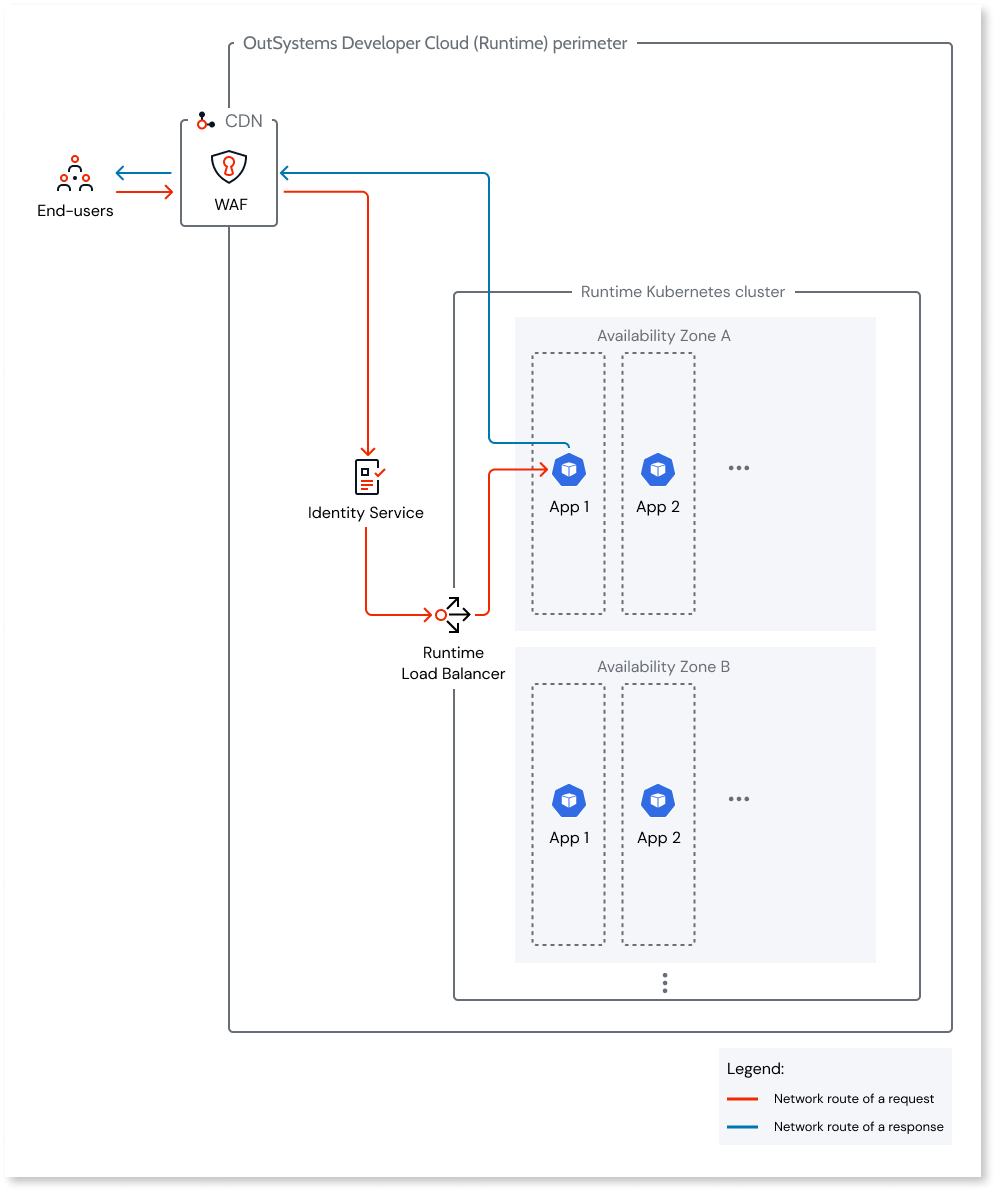 OutSystems Developer Cloud (Runtime) perimeter
CDN
WAF
End-users
Runtime Kubernetes cluster
Availability Zone A
App 1
App 2
Identity Service
Runtime
Load Balancer
Availability Zone B
App 1
App 2
Legend:
Network route of a request
Network route of a response